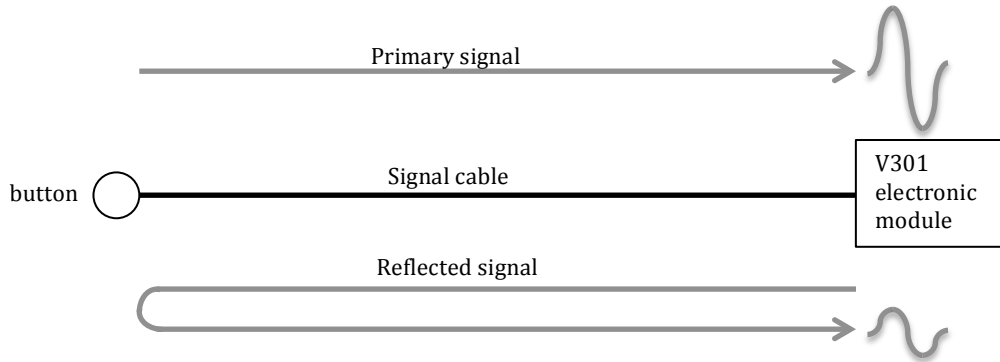 Primary signal
button
Signal cable
V301
electronic
module
Reflected signal